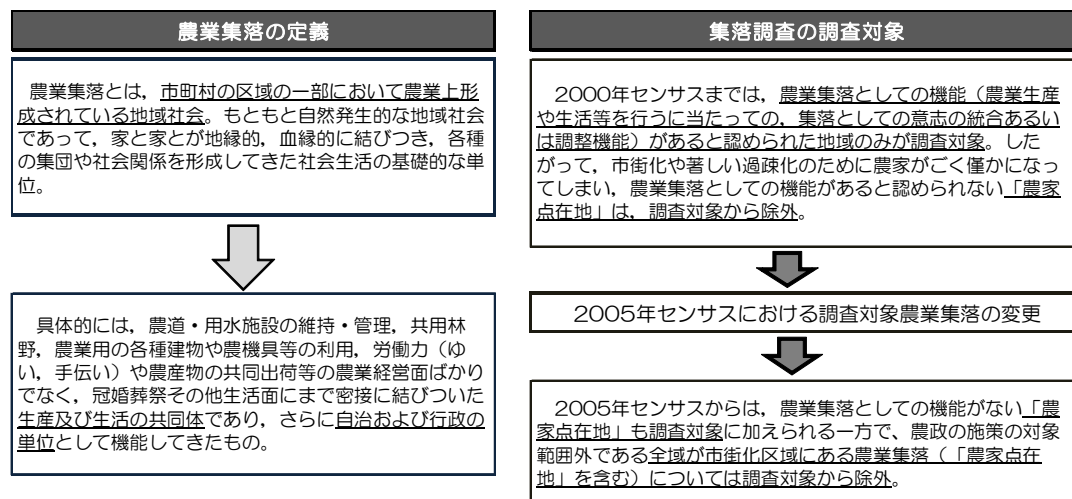 農業集落の定義
農業集落とは，市町村の区域の一部において農業上形
成されている地域社会。もともと自然発生的な地域社会
であって，家と家とが地縁的，血縁的に結びつき，各種
の集団や社会関係を形成してきた社会生活の基礎的な単
位。
具体的には，農道・用水施設の維持・管理，共用林
野，農業用の各種建物や農機具等の利用，労働力（ゆ
い，手伝い）や農産物の共同出荷等の農業経営面ばかり
でなく，冠婚葬祭その他生活面にまで密接に結びついた
生産及び生活の共同体であり，さらに自治および行政の
単位として機能してきたもの。
集落調査の調査対象
2000年センサスまでは，農業集落としての機能（農業生産
や生活等を行うに当たっての，集落としての意志の統合あるい
は調整機能）があると認められた地域のみが調査対象。した
がって，市街化や著しい過疎化のために農家がごく僅かになっ
てしまい，農業集落としての機能があると認められない「農家
点在地」は，調査対象から除外。
2005年センサスにおける調査対象農業集落の変更
2005年センサスからは，農業集落としての機能がない「農
家点在地」も調査対象に加えられる一方で、農政の施策の対象
範囲外である全域が市街化区域にある農業集落（「農家点在
地」を含む）については調査対象から除外。